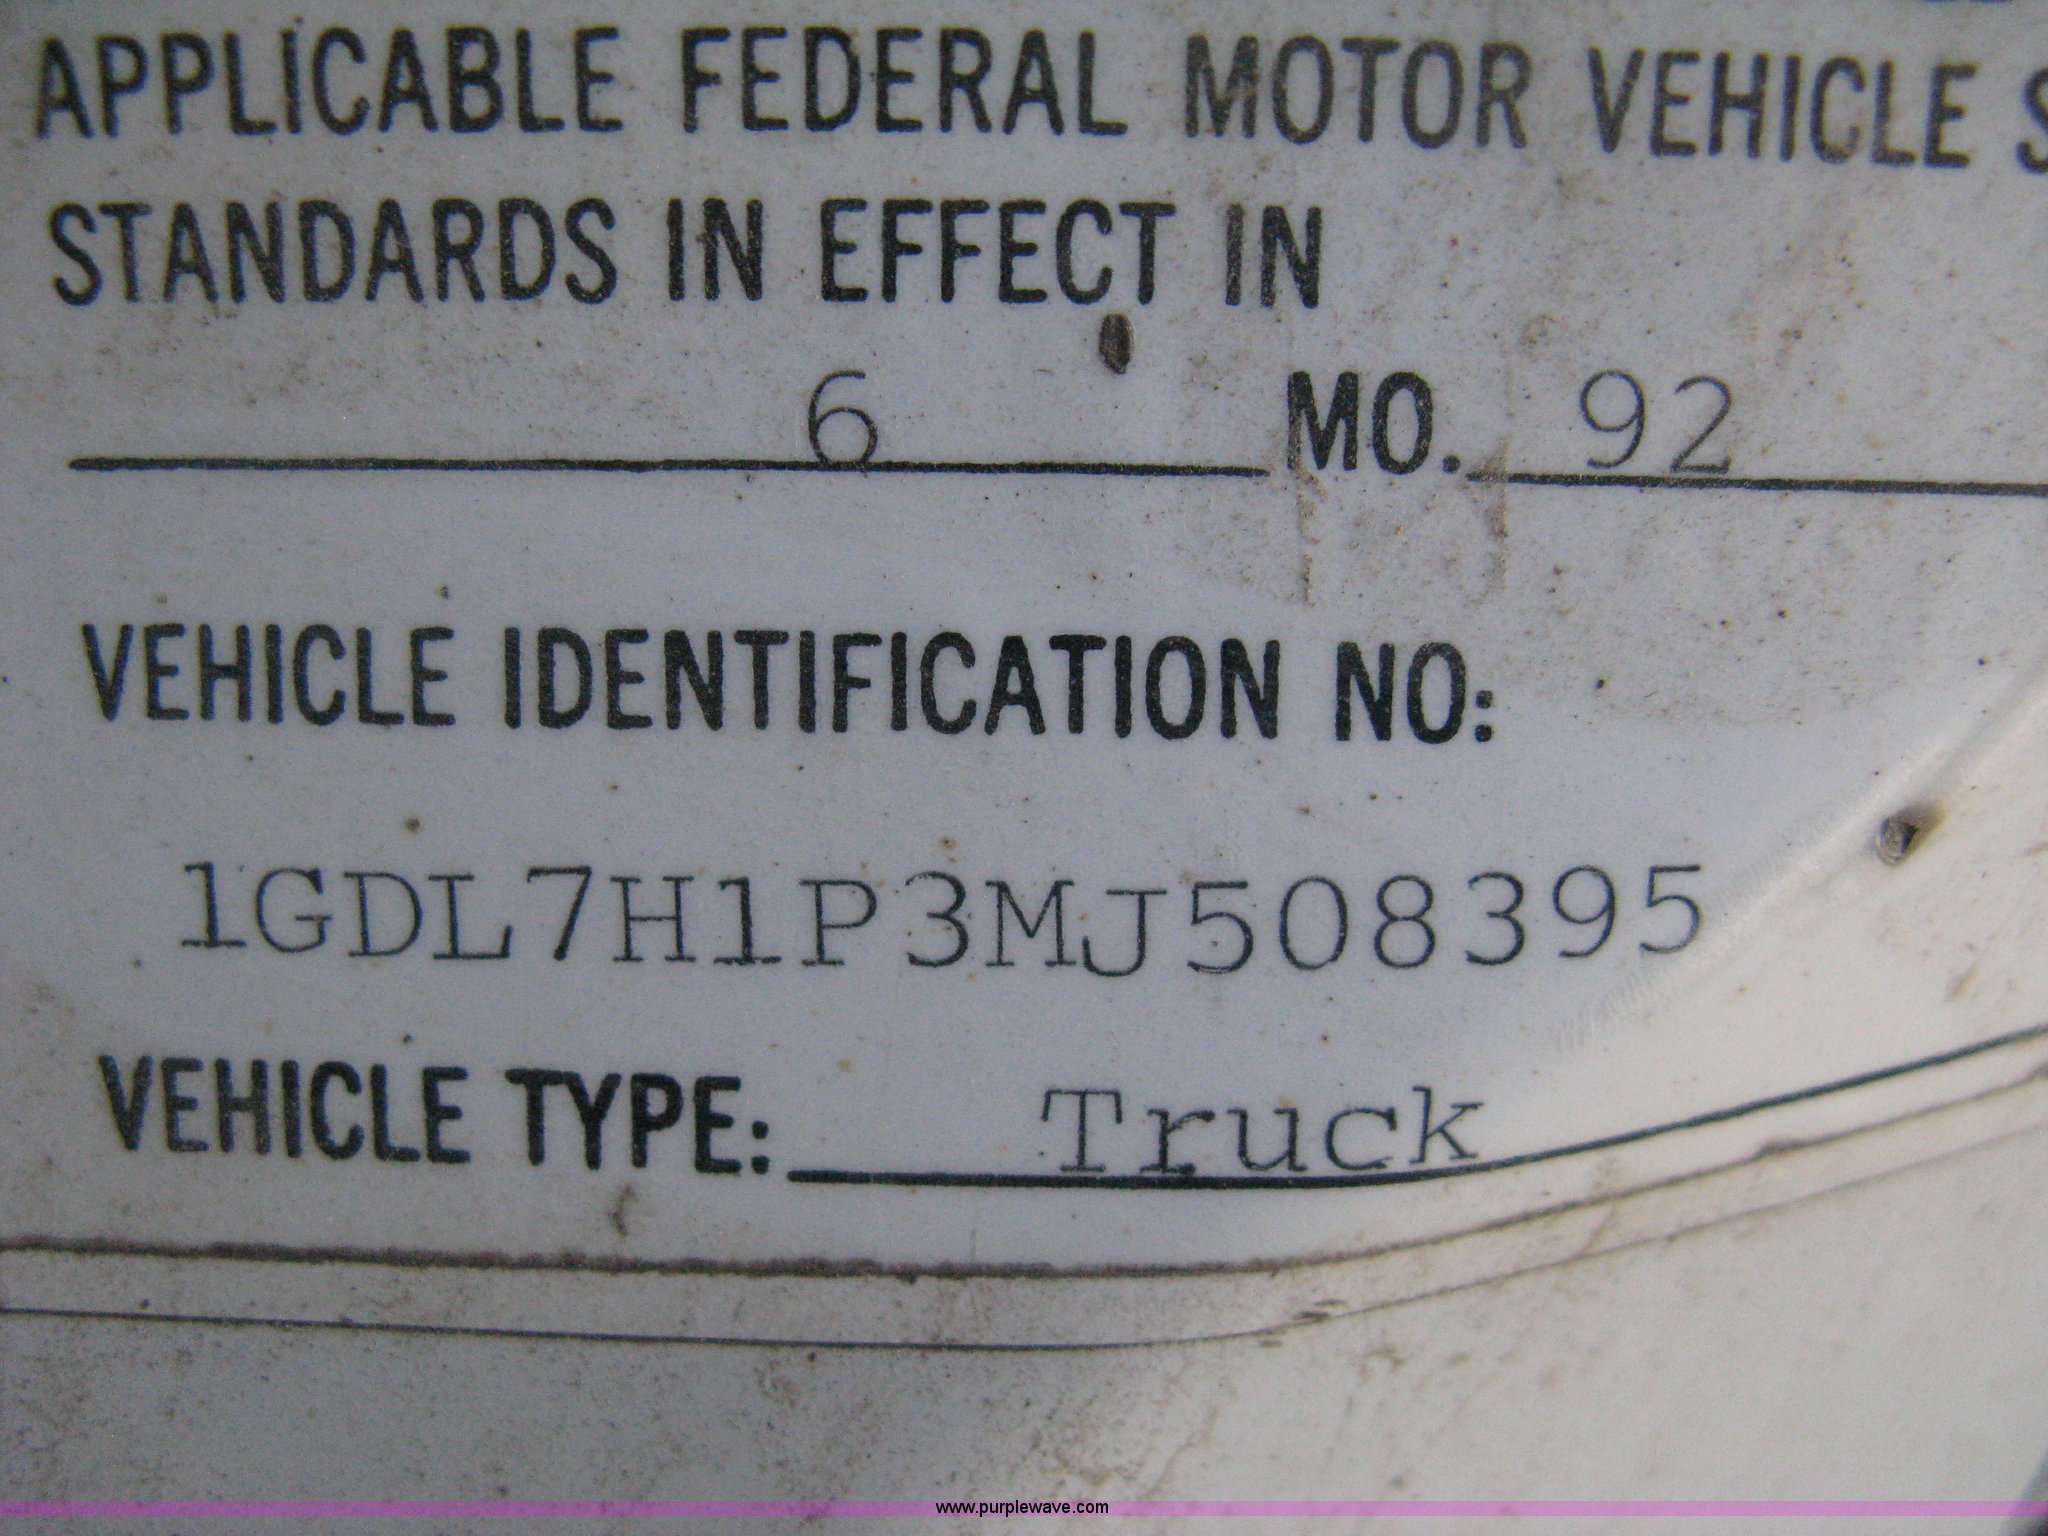 APPLICABLE FEDERAL MOTOR VEHICLE S
STANDARDS IN EFFECT IN
6 MO. 92
VEHICLE IDENTIFICATION NO:
1GDL7H1P3MJ508395
VEHICLE TYPE: Truck
www.purplewave.com